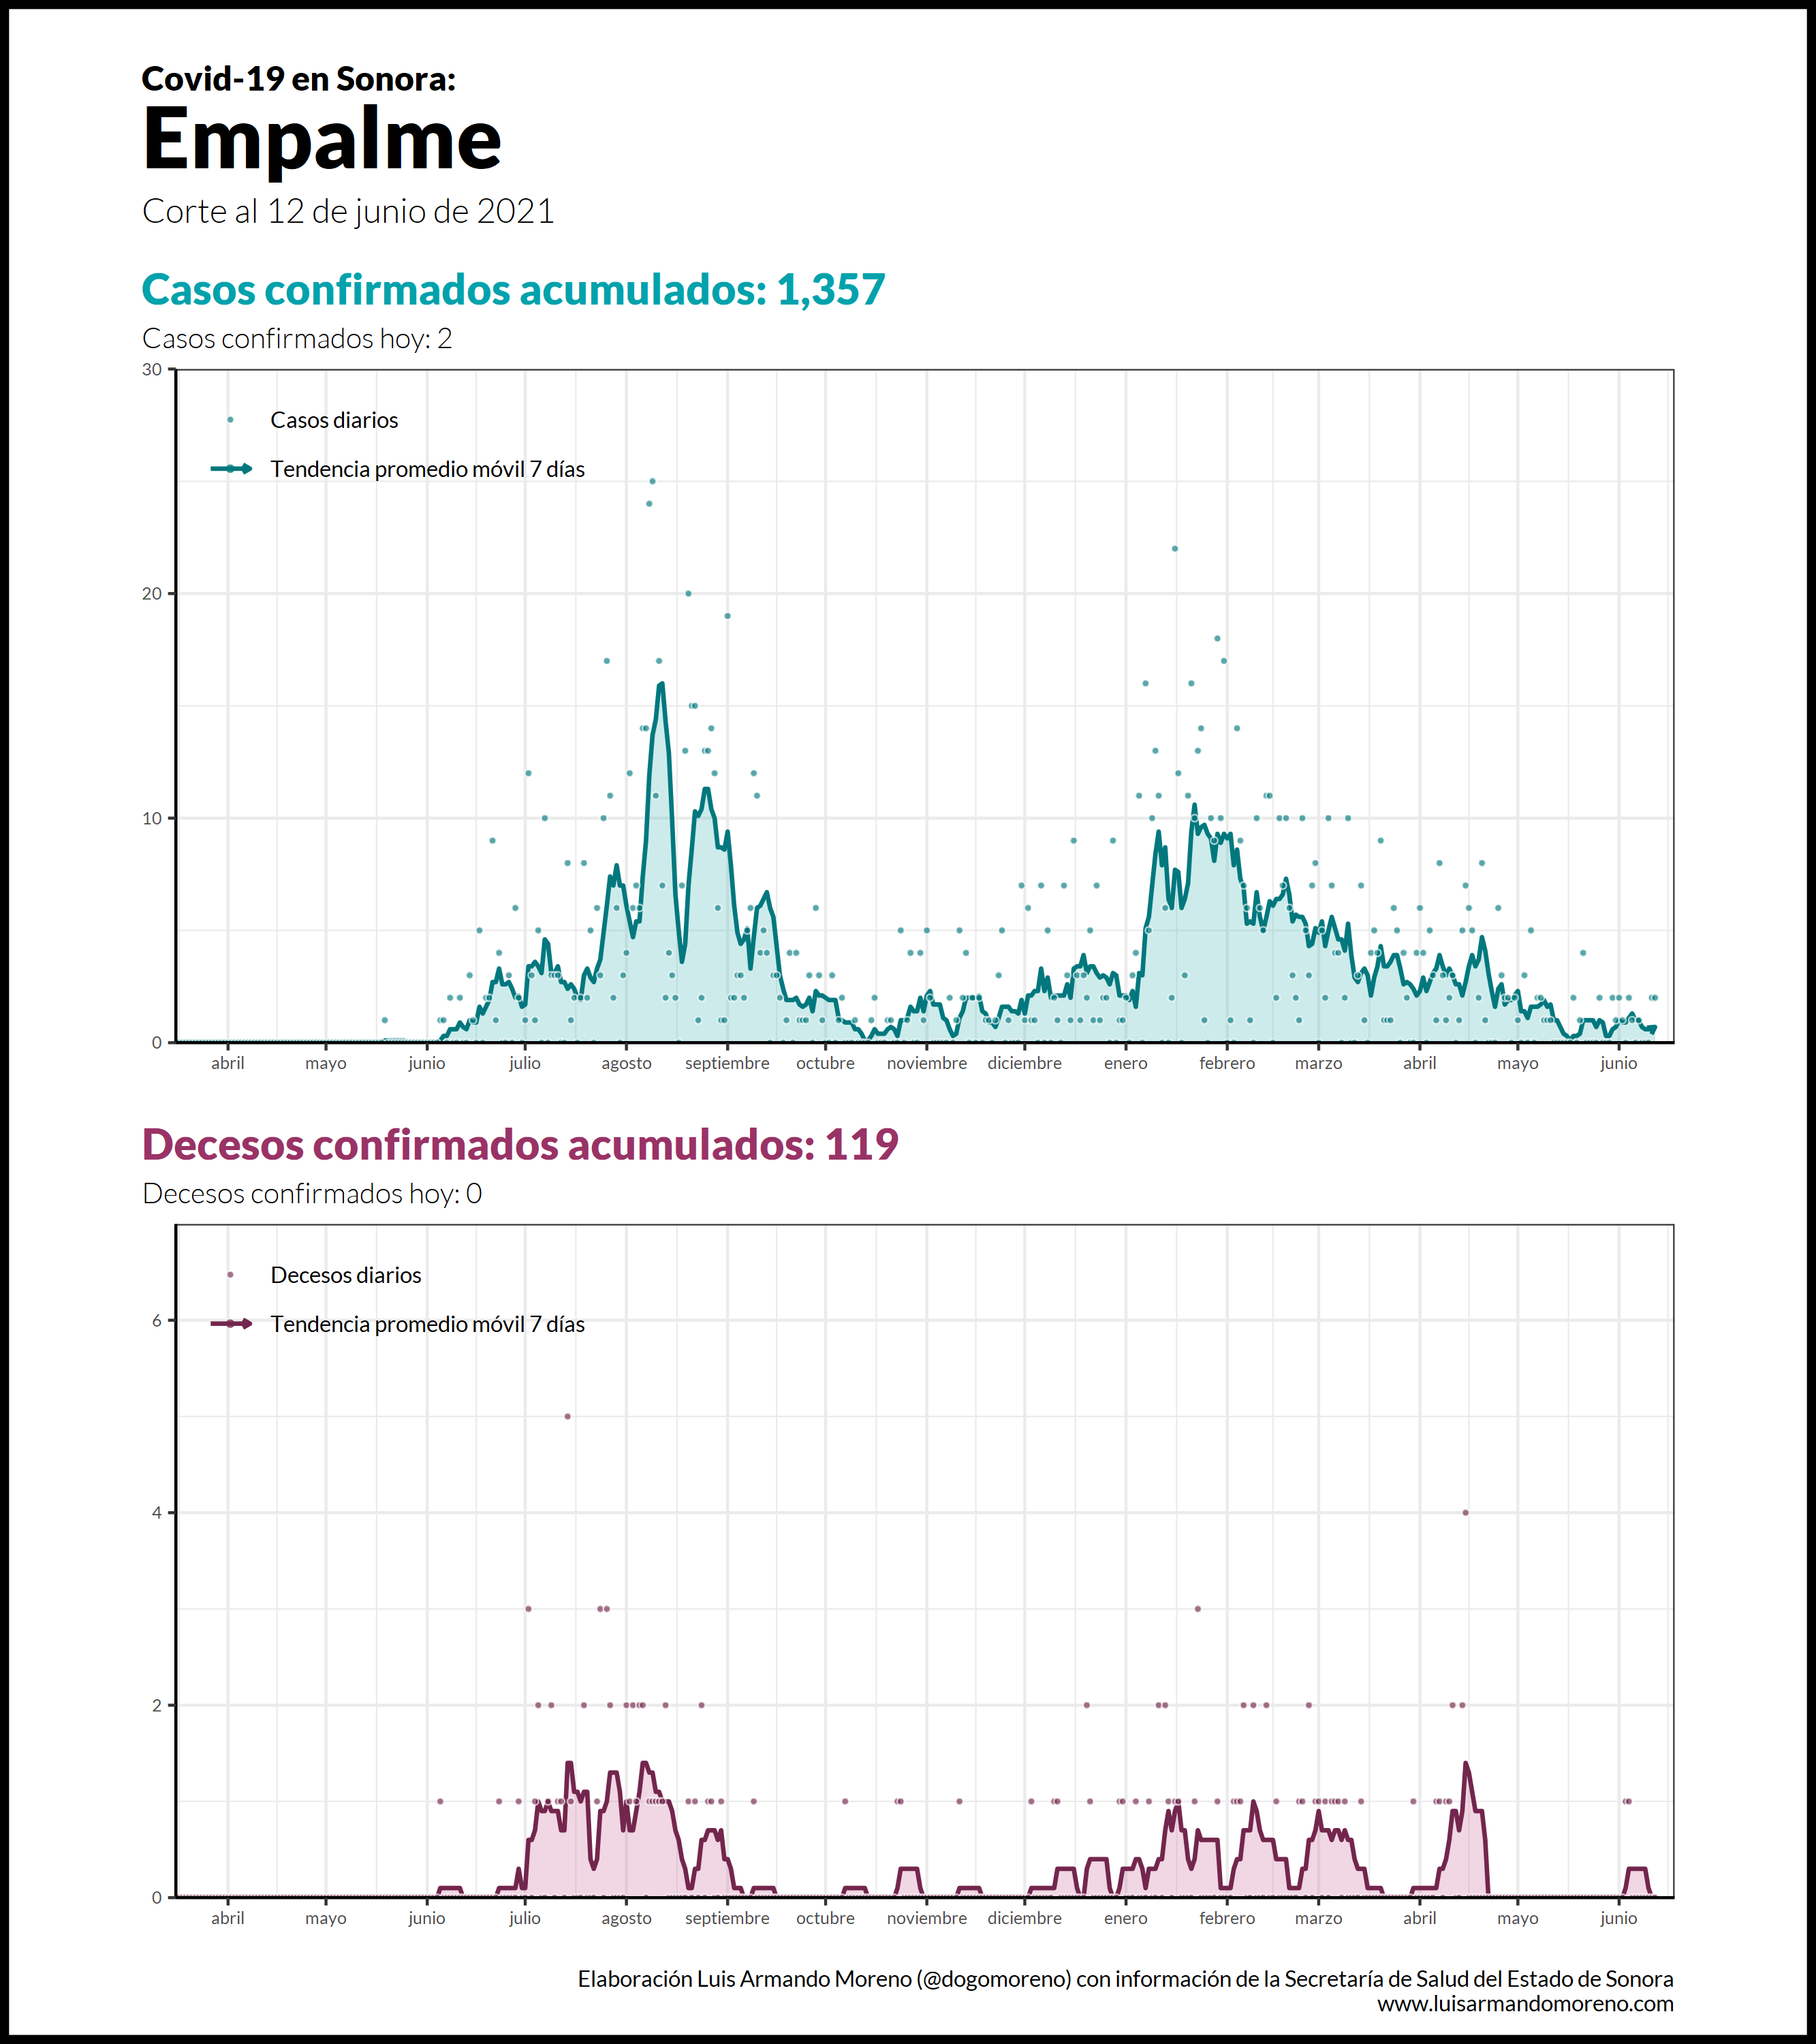 Covid-19 en Sonora:
Empalme
Corte al 12 de junio de 2021
Casos confirmados acumulados: 1,357
Casos confirmados hoy: 2
30
Casos diarios
Tendencia promedio móvil 7 días
20
10
0
abril mayo junio julio agosto septiembre octubre noviembre diciembre enero febrero marzo abril mayo junio
Decesos confirmados acumulados: 119
Decesos confirmados hoy: 0
Decesos diarios
6
Tendencia promedio móvil 7 días
4
2
0
abril mayo junio julio agosto septiembre octubre noviembre diciembre enero febrero marzo abril mayo junio
Elaboración Luis Armando Moreno (@dogomoreno) con información de la Secretaría de Salud del Estado de Sonora
www.luisarmandomoreno.com